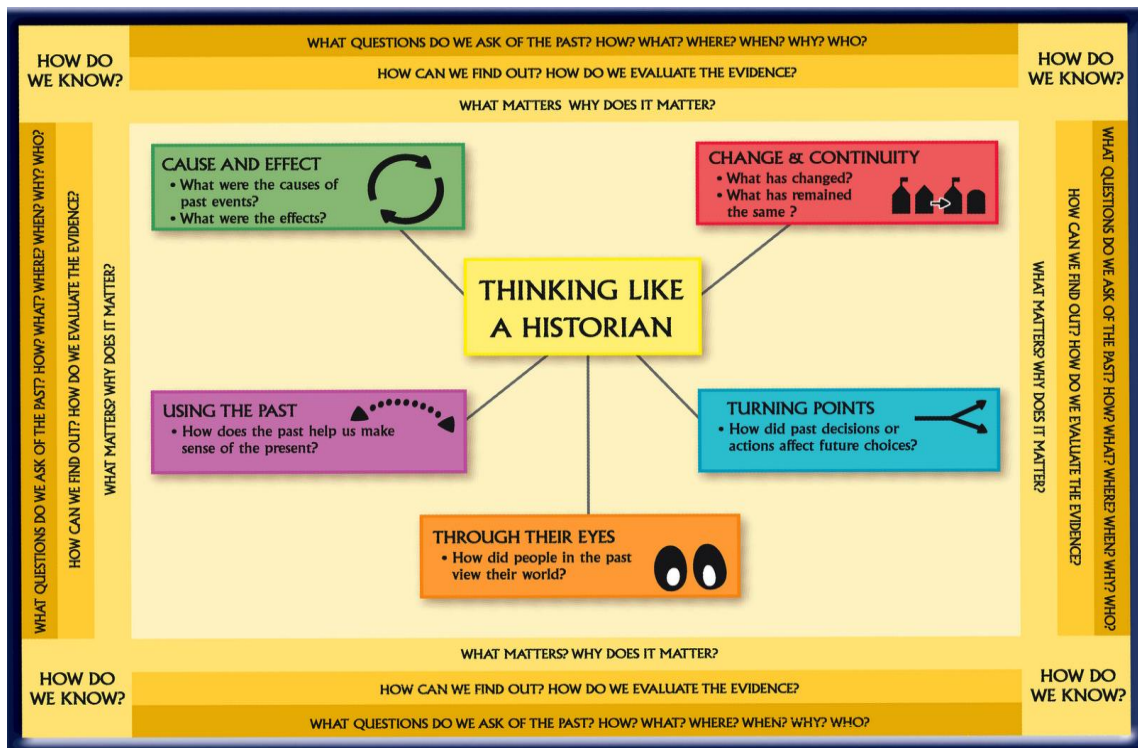 HOW DO
WE KNOW?
WHAT QUESTIONS DO WE ASK OF THE PAST? HOW? WHAT? WHERE? WHEN? WHY? WHO?
HOW CAN WE FIND OUT? HOW DO WE EVALUATE THE EVIDENCE?
WHAT MATTERS WHY DOES IT MATTER?
HOW DO
WE KNOW?
WHAT QUESTIONS DO WE ASK OF THE PAST? HOW? WHAT? WHERE? WHEN? WHY? WHO?
HOW CAN WE FIND OUT? HOW DO WE EVALUATE THE EVIDENCE?
WHAT MATTERS? WHY DOES IT MATTER?
CAUSE AND EFFECT
• What were the causes of
past events?
• What were the effects?
CHANGE & CONTINUITY
• What has changed?
• What has remained
the same ?
THINKING LIKE
A HISTORIAN
USING THE PAST
• How does the past help us make
sense of the present?
TURNING POINTS
• How did past decisions or
actions affect future choices?
THROUGH THEIR EYES
• How did people in the past
view their world?
WHAT MATTERS? WHY DOES IT MATTER?
HOW CAN WE FIND OUT? HOW DO WE EVALUATE THE EVIDENCE?
WHAT QUESTIONS DO WE ASK OF THE PAST? HOW? WHAT? WHERE? WHEN? WHY? WHO?
HOW DO
WE KNOW?
WHAT MATTERS? WHY DOES IT MATTER?
HOW CAN WE FIND OUT? HOW DO WE EVALUATE THE EVIDENCE?
WHAT QUESTIONS DO WE ASK OF THE PAST? HOW? WHAT? WHERE? WHEN? WHY? WHO?
HOW DO
WE KNOW?